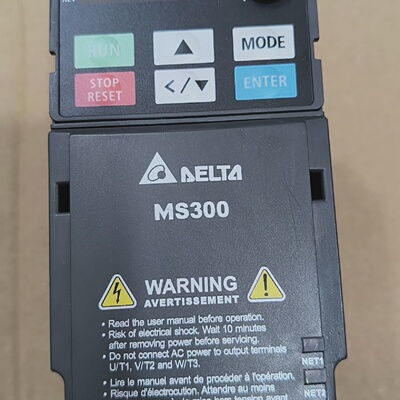 RUN
MODE
STOP
RESET
</▼
ENTER
DELTA
MS300
WARNING
AVERTISSEMENT
• Read the user manual before operation.
• Risk of electrical shock. Wait 10 minutes
after removing power before servicing.
• Do not connect AC power to output terminals
U/T1, V/T2 and W/T3.
NET1
• Lire le manuel avant de procéder à l'opération.
NET2
• Risque d'électrocution. Attendre au moins